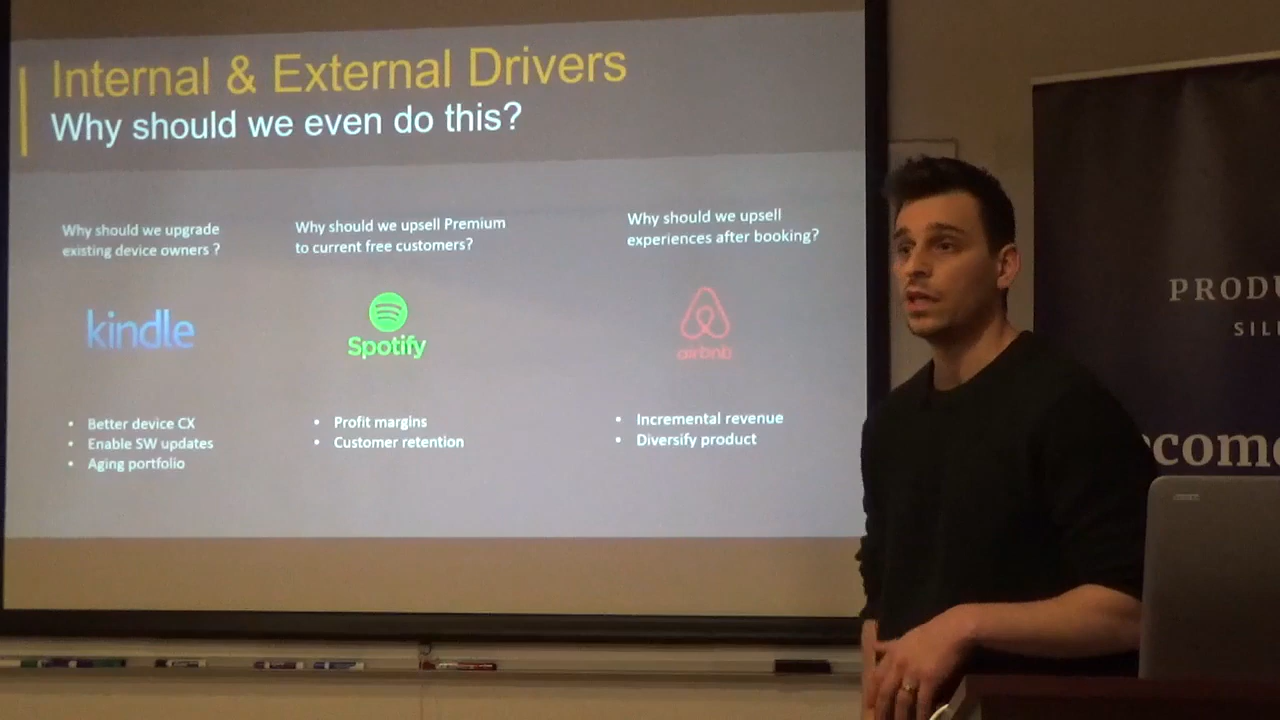 Internal & External Drivers
Why should we even do this?
Why should we upgrade
existing device owners ?
kindle
• Better device CX
• Enable SW updates
• Aging portfolio
Why should we upsell Premium
to current free customers?
Spotify
• Profit margins
• Customer retention
Why should we upsell
experiences after booking?
airbnb
• Incremental revenue
• Diversify product
PRODU
SIL
come